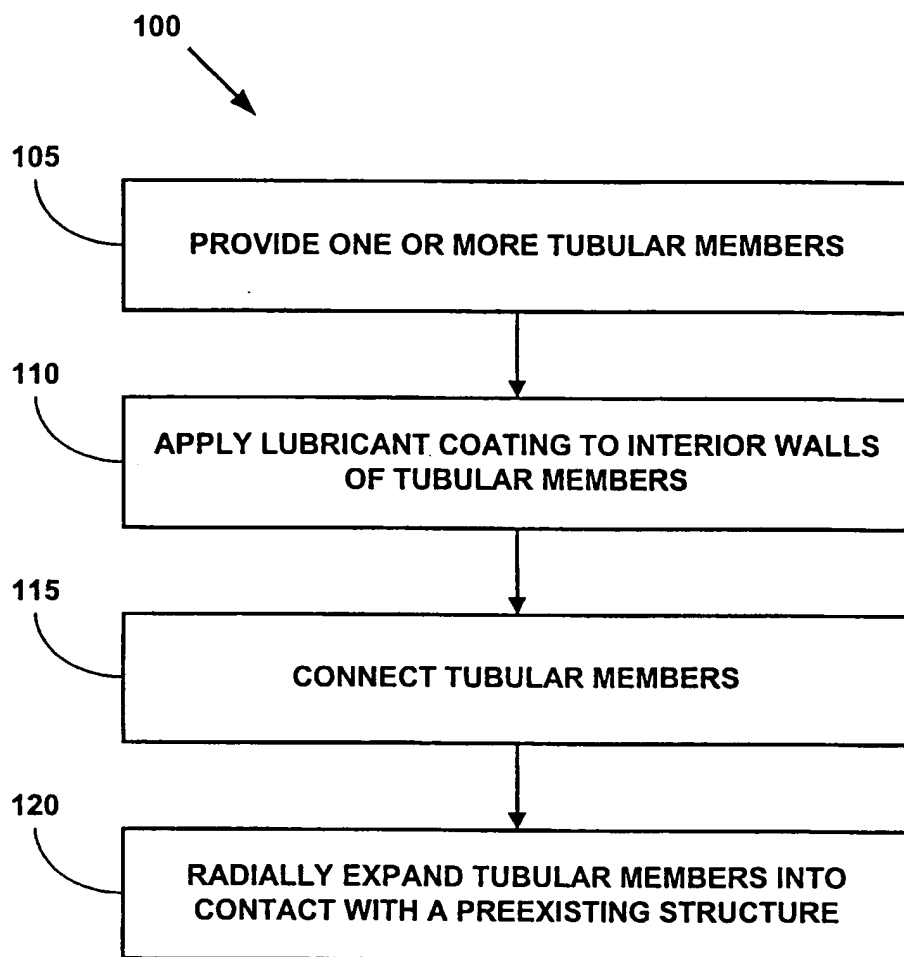 100
105
PROVIDE ONE OR MORE TUBULAR MEMBERS
110
APPLY LUBRICANT COATING TO INTERIOR WALLS
OF TUBULAR MEMBERS
115
CONNECT TUBULAR MEMBERS
120
RADIALLY EXPAND TUBULAR MEMBERS INTO
CONTACT WITH A PREEXISTING STRUCTURE